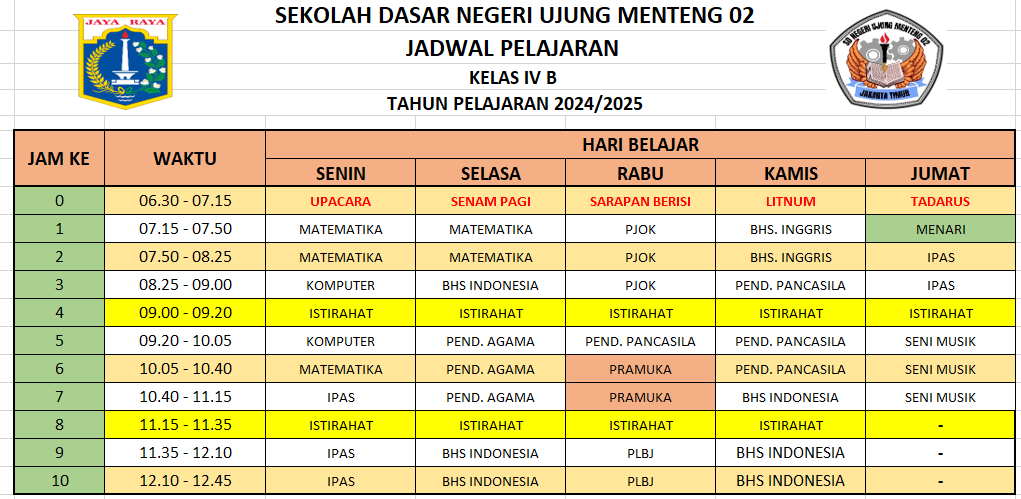 SEKOLAH DASAR NEGERI UJUNG MENTENG 02
JADWAL PELAJARAN
KELAS IV B
TAHUN PELAJARAN 2024/2025
JAYA RAYA
SD NEGERI UJUNG MENTENG 02
JAKARTA TIMUR
JAM KE WAKTU HARI BELAJAR
SENIN SELASA RABU KAMIS JUMAT
0 06.30 - 07.15 UPACARA SENAM PAGI SARAPAN BERISI LITNUM TADARUS
1 07.15 - 07.50 MATEMATIKA MATEMATIKA PJOK BHS. INGGRIS MENARI
2 07.50 - 08.25 MATEMATIKA MATEMATIKA PJOK BHS. INGGRIS IPAS
3 08.25 - 09.00 KOMPUTER BHS INDONESIA PJOK PEND. PANCASILA IPAS
4 09.00 - 09.20 ISTIRAHAT ISTIRAHAT ISTIRAHAT ISTIRAHAT ISTIRAHAT
5 09.20 - 10.05 KOMPUTER PEND. AGAMA PEND. PANCASILA PEND. PANCASILA SENI MUSIK
6 10.05 - 10.40 MATEMATIKA PEND. AGAMA PRAMUKA PEND. PANCASILA SENI MUSIK
7 10.40 - 11.15 IPAS PEND. AGAMA PRAMUKA BHS INDONESIA SENI MUSIK
8 11.15 - 11.35 ISTIRAHAT ISTIRAHAT ISTIRAHAT ISTIRAHAT -
9 11.35 - 12.10 IPAS BHS INDONESIA PLBJ BHS INDONESIA -
10 12.10 - 12.45 IPAS BHS INDONESIA PLBJ BHS INDONESIA -